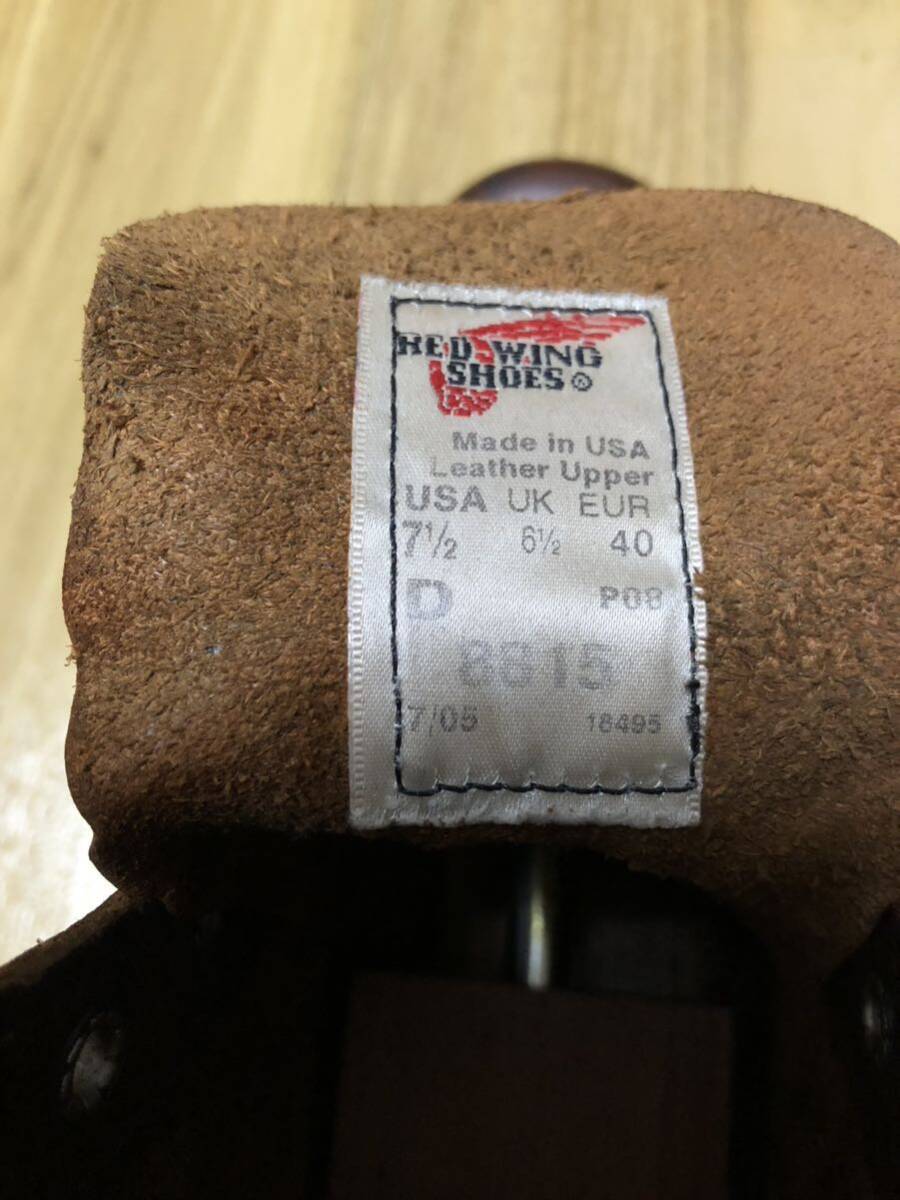 RED WING
SHOES®
Made in USA
Leather Upper
USA UK EUR
7½ 6½ 40
D P08
8815
7/05 18495